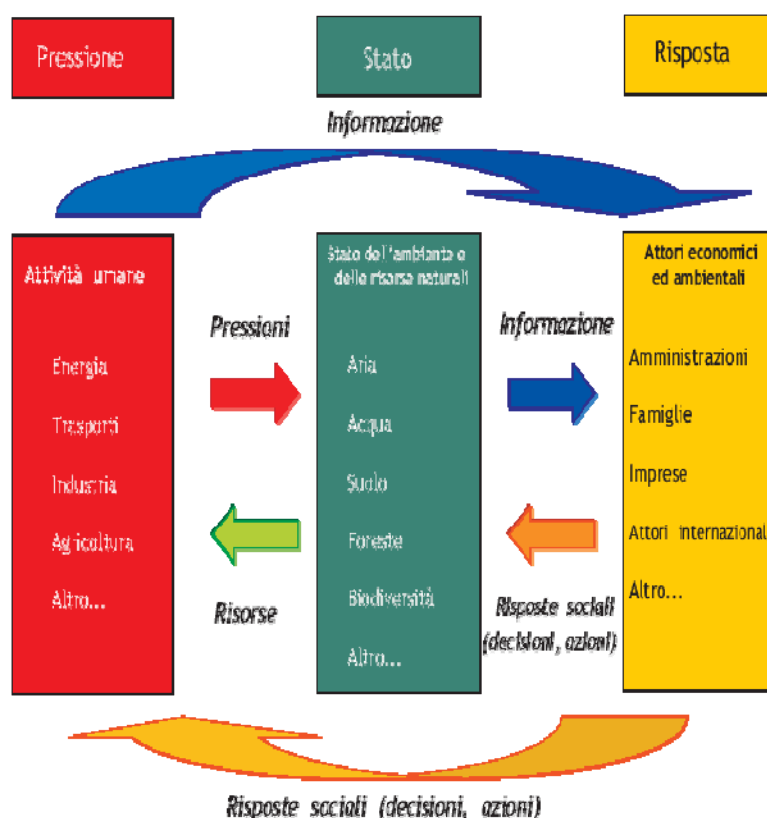 Pressione
Stato
Risposta
Informazione
Attività umane
Energia
Trasporti
Industria
Agricoltura
Altro...
Pressioni
Risorse
Stato dell'ambiente e
delle risorse naturali
Aria
Acqua
Suolo
Foreste
Biodiversità
Altro...
Informazione
Risposte sociali
(decisioni, azioni)
Attori economici
ed ambientali
Amministrazioni
Famiglie
Imprese
Attori internazional
Altro...
Risposte sociali (decisioni, azioni)